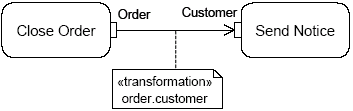 Order Customer
Close Order Send Notice
«transformation»
order.customer